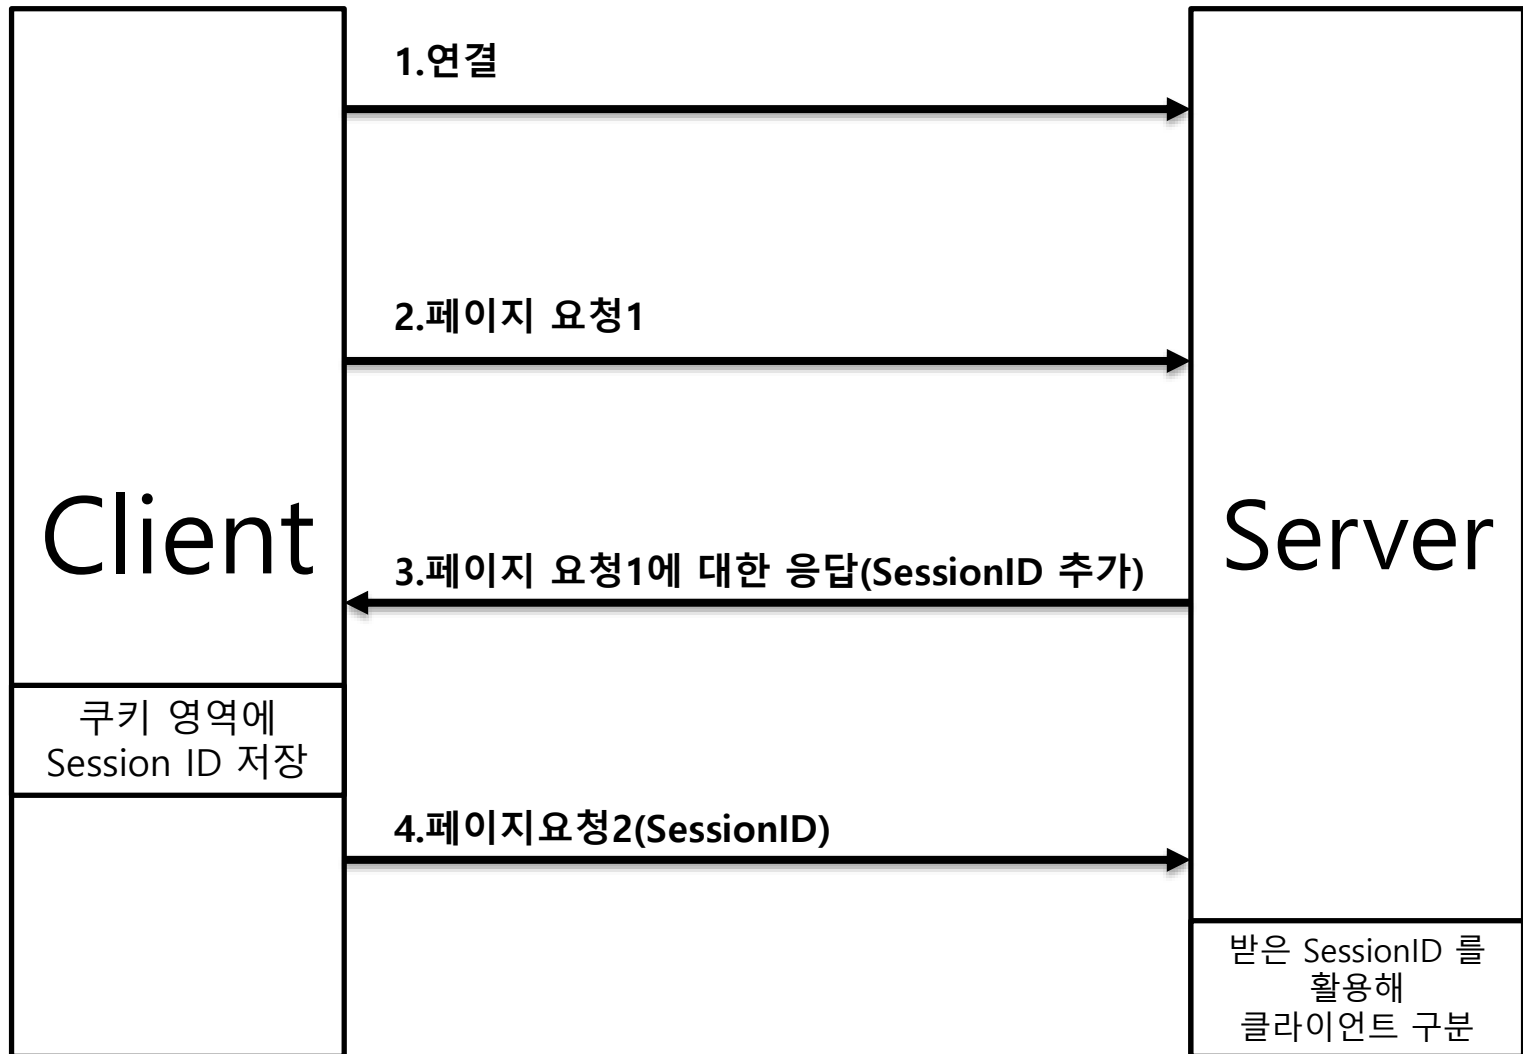 1.연결
2.페이지 요청1
Client
Server
3.페이지 요청1에 대한 응답(SessionID 추가)
쿠키 영역에
Session ID 저장
4.페이지요청2(SessionID)
받은 SessionID 를
활용해
클라이언트 구분